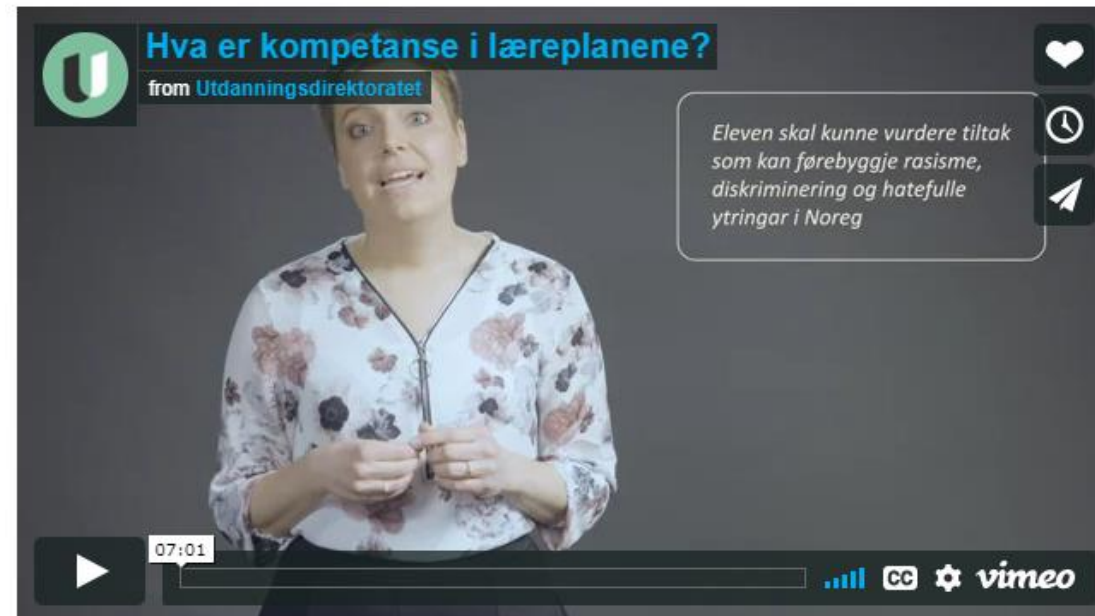 Hva er kompetanse i læreplanene?
from Utdanningsdirektoratet
Eleven skal kunne vurdere tiltak
som kan førebyggje rasisme,
diskriminering og hatefulle
ytringar i Noreg
07:01
CC
vimeo